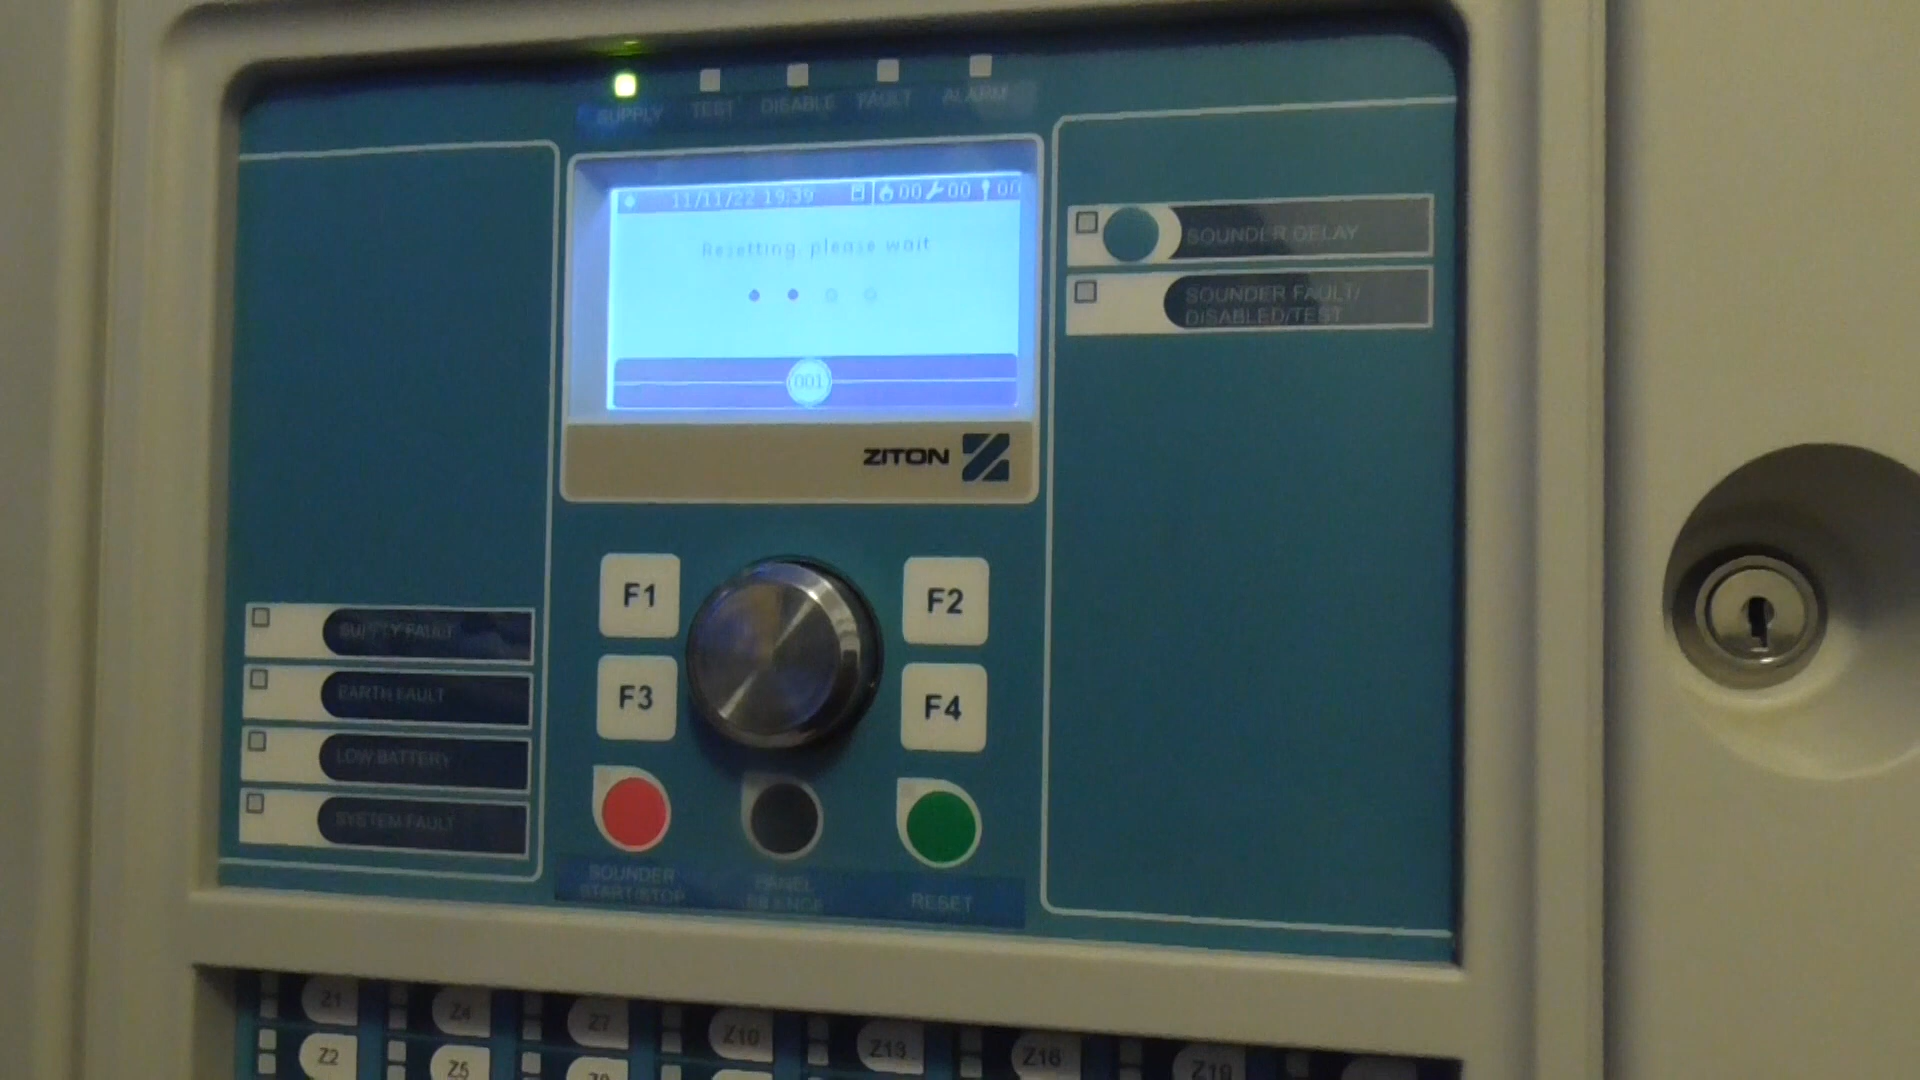 SUPPLY TEST DISABLE FAULT ALARM
11/11/22 19:39 00 00 00
Resetting, please wait
001
ZITON
SOUNDER DELAY
SOUNDER FAULT/
DISABLED/TEST
F1 F2
F3 F4
SUPPLY FAULT
EARTH FAULT
LOW BATTERY
SYSTEM FAULT
SOUNDER
START/STOP
PANEL
SILENCE
RESET
Z1 Z4 Z7 Z10 Z13 Z16 Z19
Z2 Z5